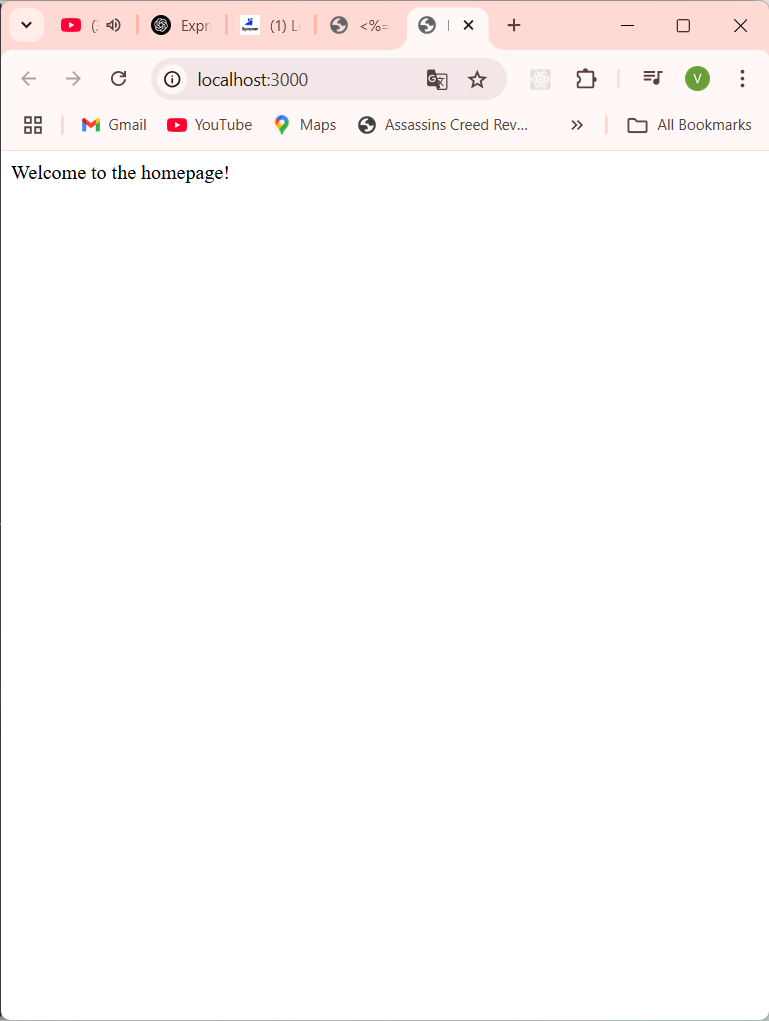 (: Expr (1) L <%=
localhost:3000
V
Gmail YouTube Maps Assassins Creed Rev... All Bookmarks
Welcome to the homepage!